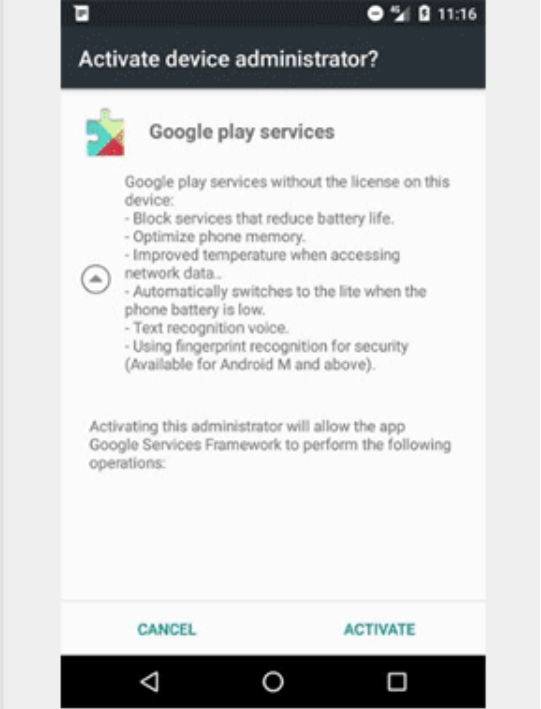 11:16
Activate device administrator?
Google play services
Google play services without the license on this
device:
- Block services that reduce battery life.
- Optimize phone memory.
- Improved temperature when accessing
network data..
- Automatically switches to the lite when the
phone battery is low.
- Text recognition voice.
- Using fingerprint recognition for security
(Available for Android M and above).
Activating this administrator will allow the app
Google Services Framework to perform the following
operations:
CANCEL
ACTIVATE